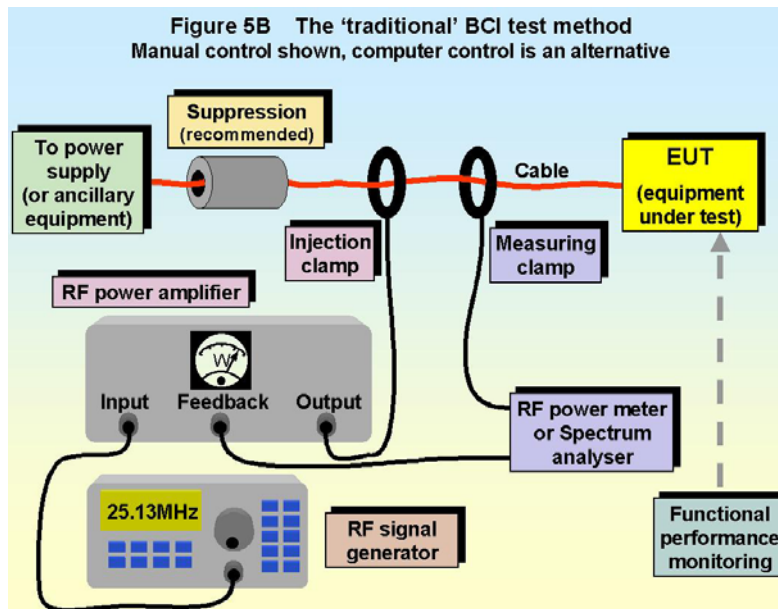 Figure 5B The ‘traditional’ BCI test method
Manual control shown, computer control is an alternative
Suppression
(recommended)
To power
supply
(or ancillary
equipment)
Cable
EUT
(equipment
under test)
Injection
clamp
Measuring
clamp
RF power amplifier
W
Input Feedback Output
RF power meter
or Spectrum
analyser
25.13MHz
RF signal
generator
Functional
performance
monitoring